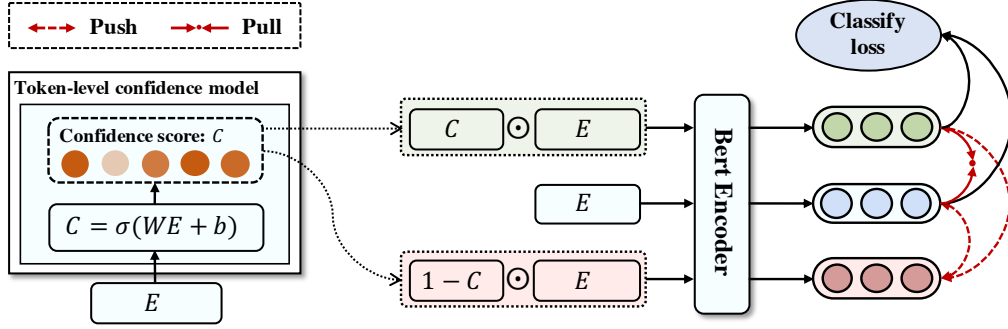 Push Pull
Token-level confidence model
Confidence score: C
C = σ(WE + b)
E
C ⊙ E
E
1 − C ⊙ E
Bert Encoder
Classify
loss